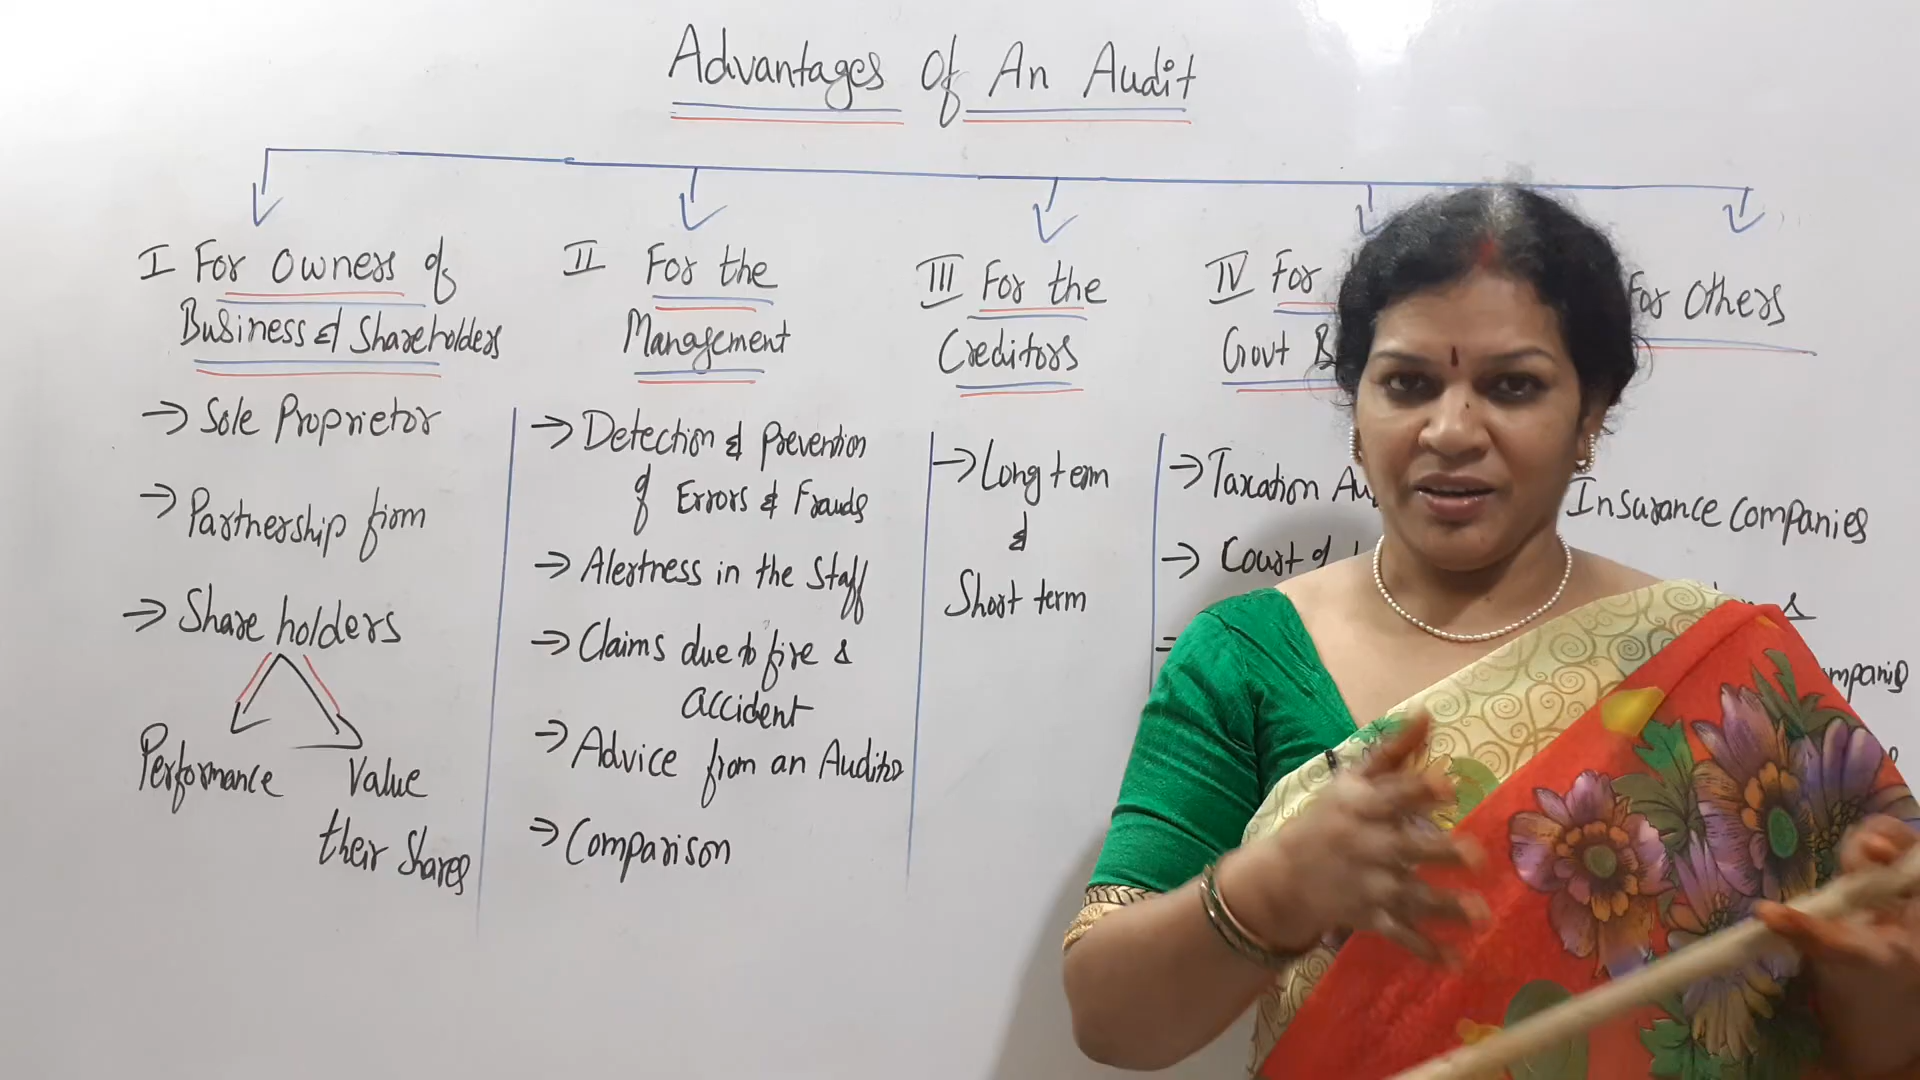 Advantages Of An Audit
I For Owners of
Business & Shareholders
→ Sole Proprietor
→ Partnership firm
→ Share holders
Performance Value
their Shares
II For the
Management
→ Detection & Prevention
of Errors & Frauds
→ Alertness in the Staff
→ Claims due to fire &
accident
→ Advice from an Auditor
→ Comparison
III For the
Creditors
→ Long term
&
Short term
IV For
Govt
→ Taxation
→ Court of
For Others
Insurance Companies
&